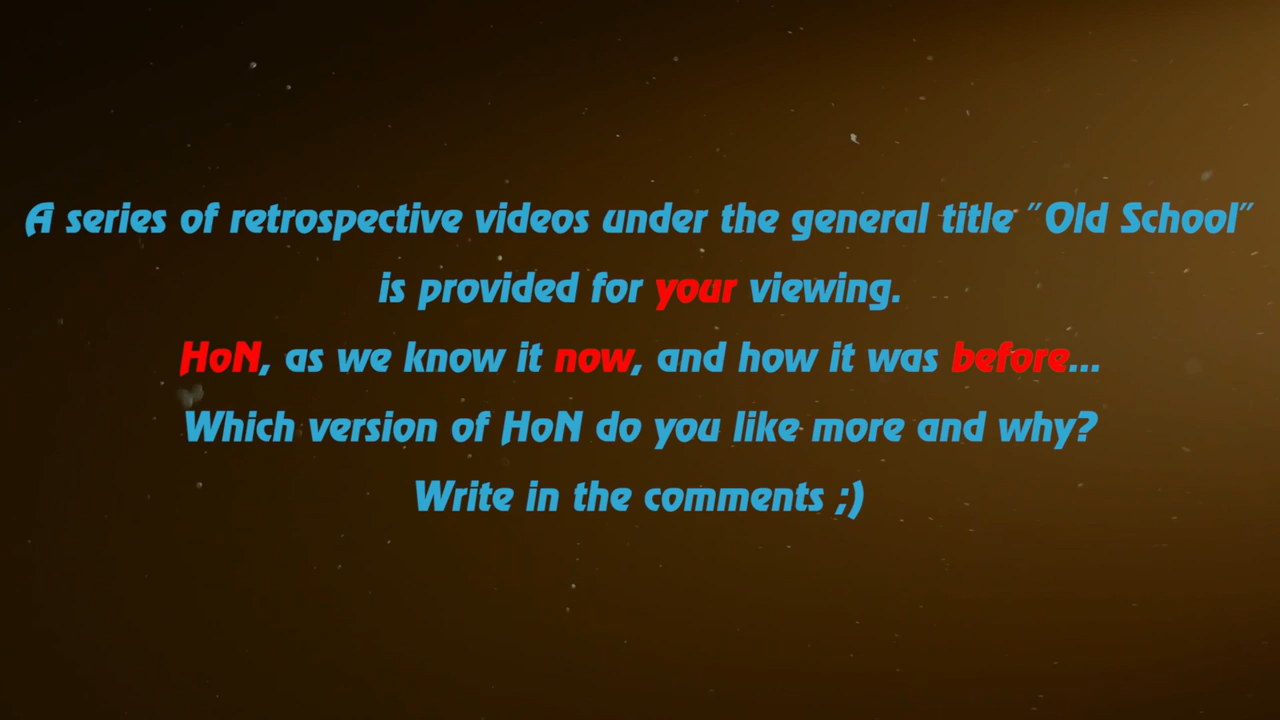 A series of retrospective videos under the general title "Old School"
is provided for your viewing.
HoN, as we know it now, and how it was before...
Which version of HoN do you like more and why?
Write in the comments ;)